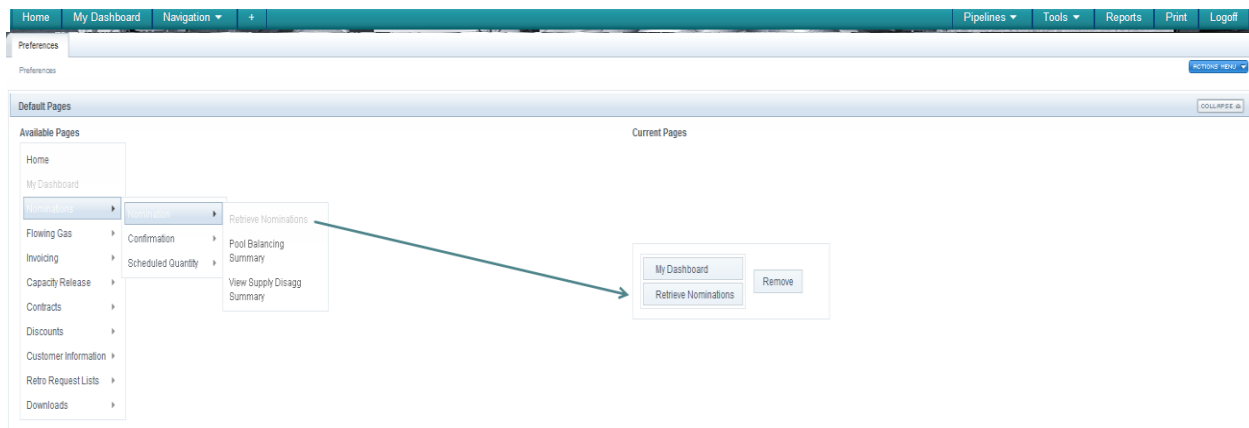 Home My Dashboard Navigation + Pipelines Tools Reports Print Logoff
Preferences
Preferences
ACTIONS MENU
Default Pages
COLLAPSE
Available Pages
Current Pages
Home
My Dashboard
Nominations
Flowing Gas
Invoicing
Capacity Release
Contracts
Discounts
Customer Information
Retro Request Lists
Downloads
Nomination
Confirmation
Scheduled Quantity
Retrieve Nominations
Pool Balancing
Summary
View Supply Disagg
Summary
My Dashboard
Retrieve Nominations
Remove